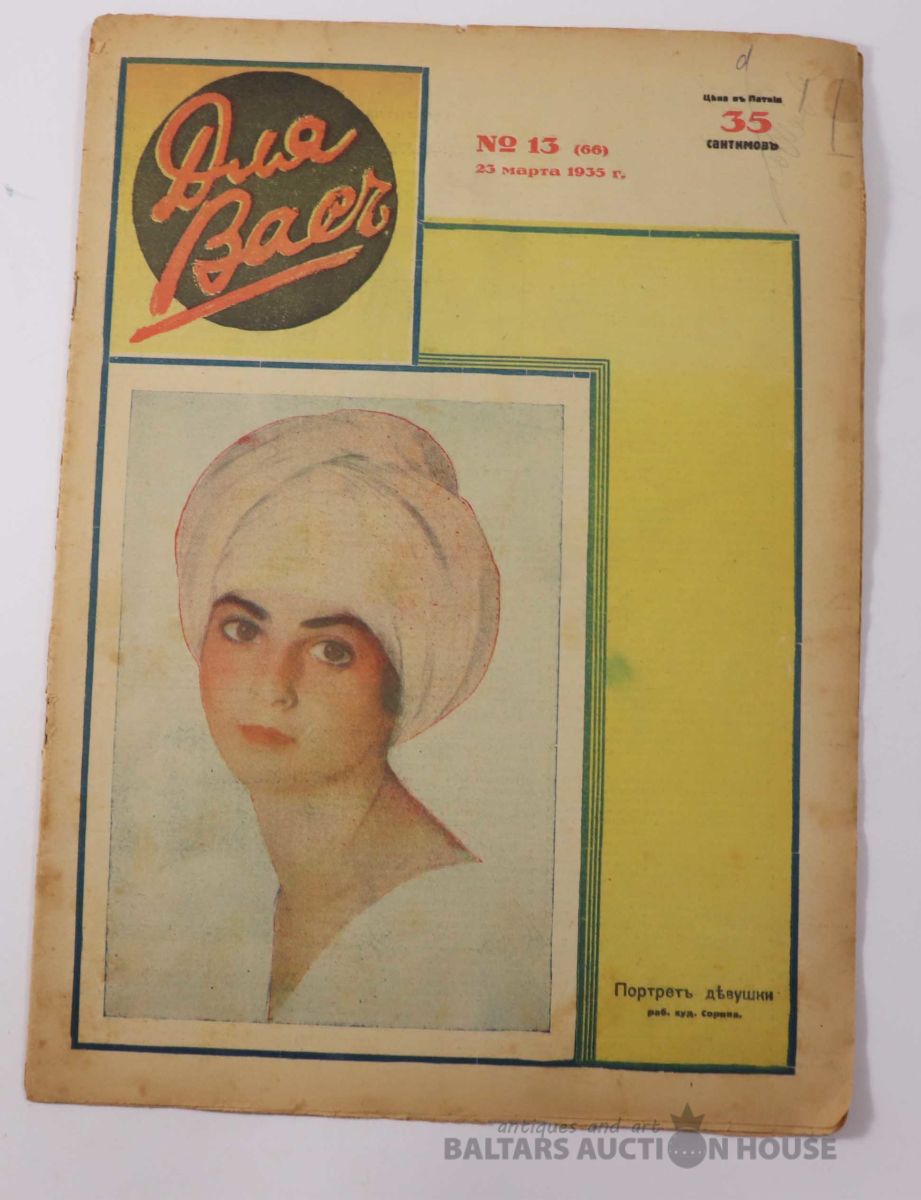 Для
Васъ
№ 13 (66)
23 марта 1935 г.
Цѣна въ Латвіи
35
сантимовъ
Портретъ дѣвушки
раб. худ. Сорина.
antiques and art
BALTARS AUCTION HOUSE